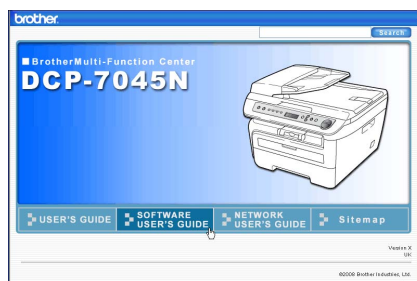 brother.
Search
BrotherMulti-Function Center
DCP-7045N
USER'S GUIDE
SOFTWARE
USER'S GUIDE
NETWORK
USER'S GUIDE
Sitemap
Version X
UK
©2008 Brother Industries, Ltd.